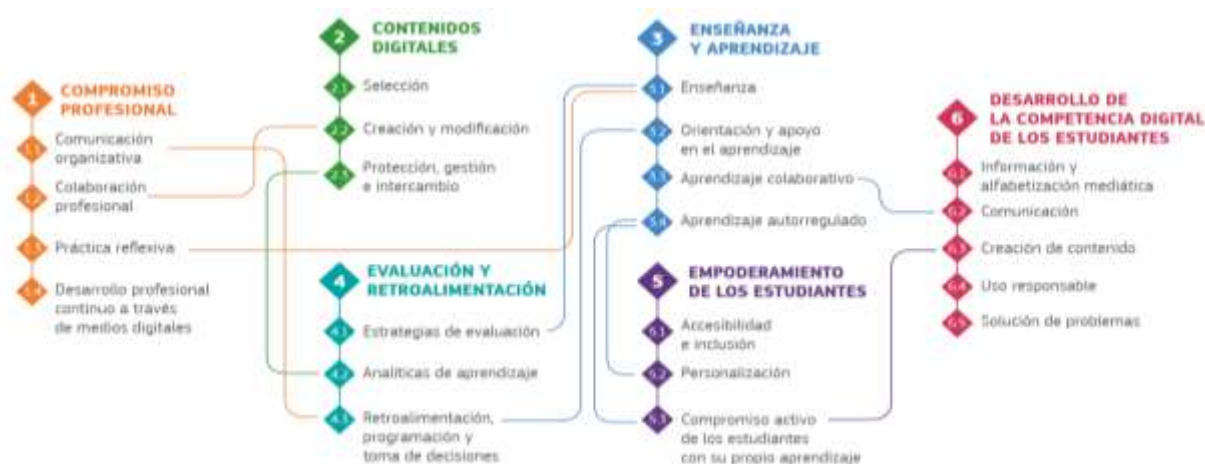 1
COMPROMISO
PROFESIONAL
1.1
Comunicación
organizativa
1.2
Colaboración
profesional
1.3
Práctica reflexiva
1.4
Desarrollo profesional
continuo a través
de medios digitales
2
CONTENIDOS
DIGITALES
2.1
Selección
2.2
Creación y modificación
2.3
Protección, gestión
e intercambio
3
ENSEÑANZA
Y APRENDIZAJE
3.1
Enseñanza
3.2
Orientación y apoyo
en el aprendizaje
3.3
Aprendizaje colaborativo
3.4
Aprendizaje autorregulado
4
EVALUACIÓN Y
RETROALIMENTACIÓN
4.1
Estrategias de evaluación
4.2
Analíticas de aprendizaje
4.3
Retroalimentación,
programación y
toma de decisiones
5
EMPODERAMIENTO
DE LOS ESTUDIANTES
Accesibilidad
e inclusión
Personalización
5.3
Compromiso activo
de los estudiantes
con su propio aprendizaje
6
DESARROLLO DE
LA COMPETENCIA DIGITAL
DE LOS ESTUDIANTES
6.1
Información y
alfabetización mediática
6.2
Comunicación
6.3
Creación de contenido
6.4
Uso responsable
6.5
Solución de problemas